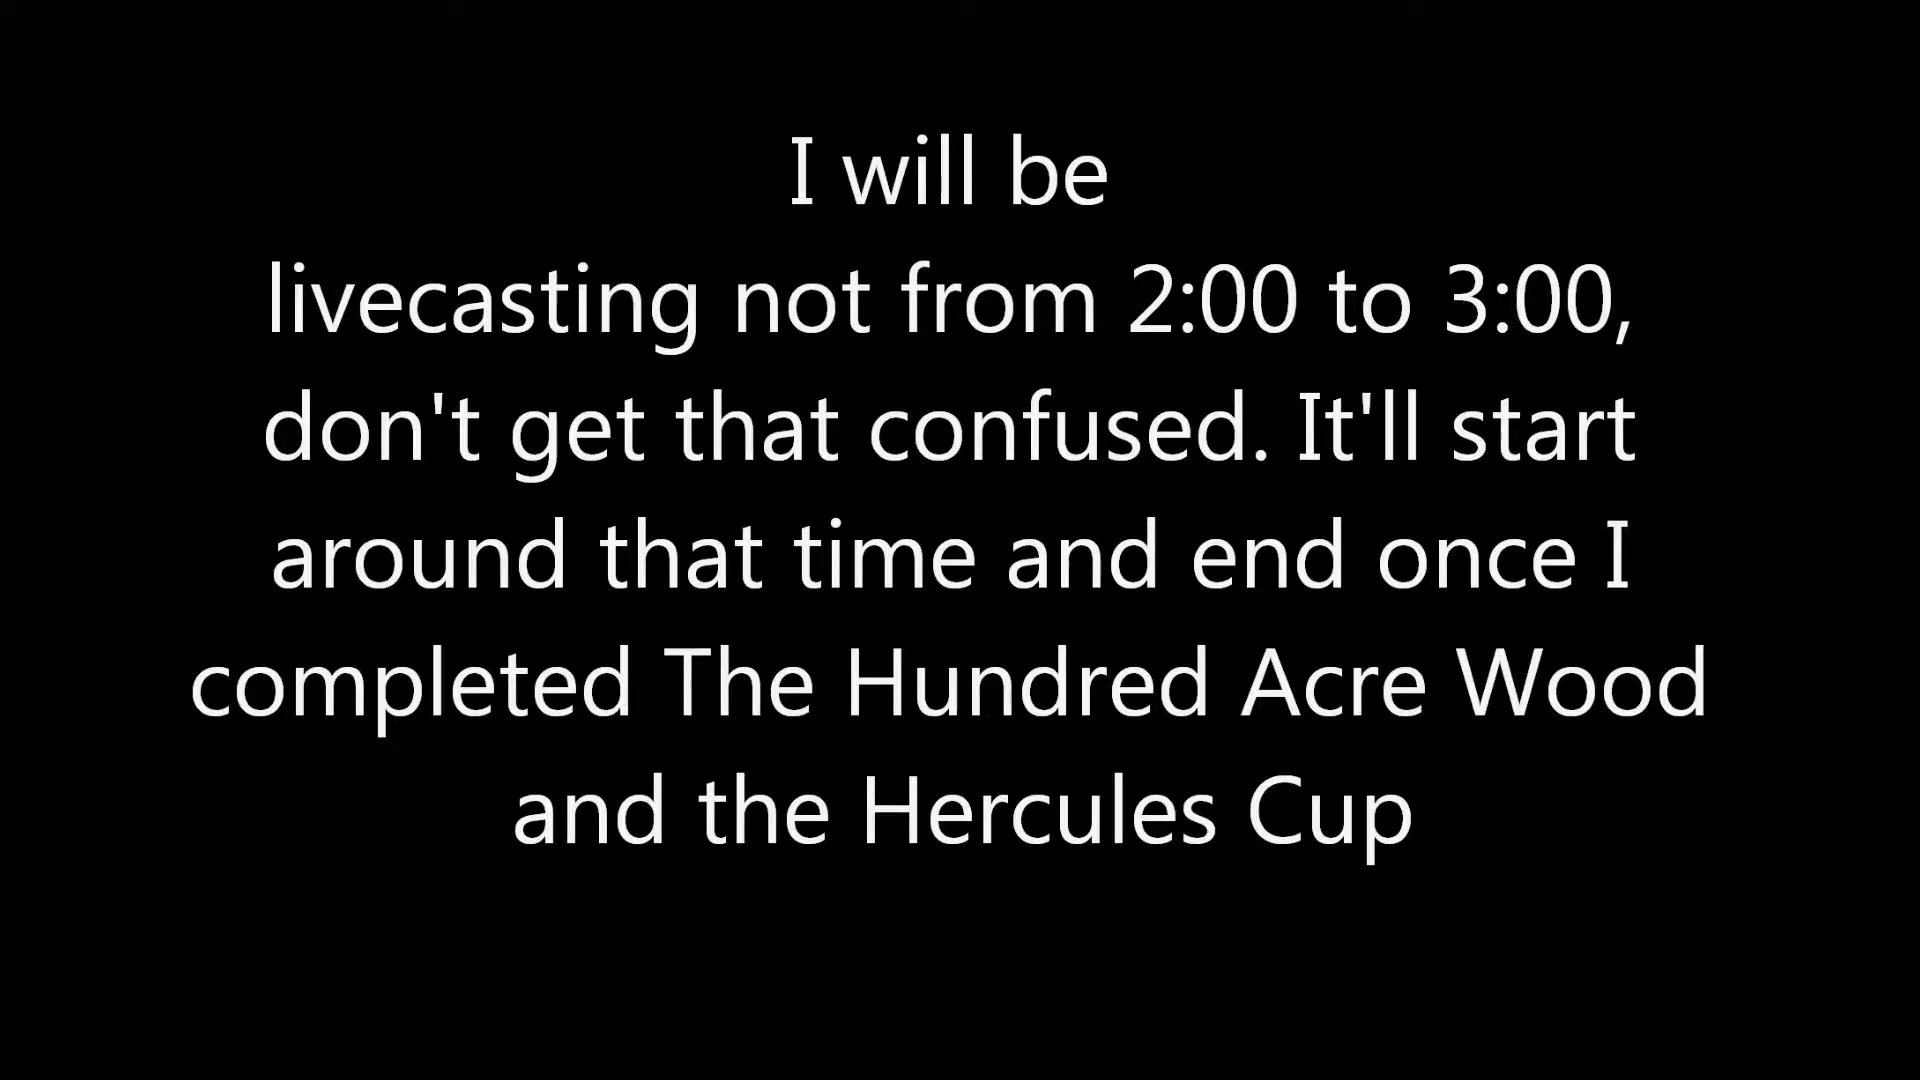 I will be
livecasting not from 2:00 to 3:00,
don't get that confused. It'll start
around that time and end once I
completed The Hundred Acre Wood
and the Hercules Cup